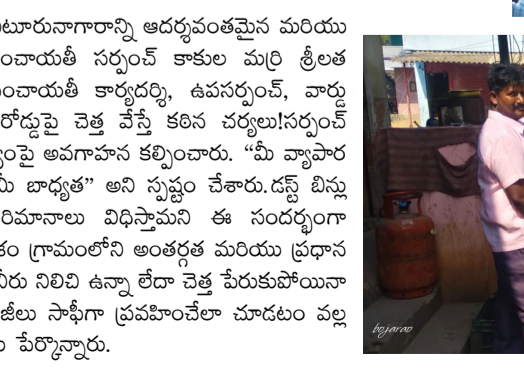 టూరునాగారాన్ని ఆదర్శవంతమైన మరియు
చాయతీ సర్పంచ్ కాకుల మర్రి శ్రీలత
చాయతీ కార్యదర్శి, ఉపసర్పంచ్, వార్డు
రోడ్డుపై చెత్త వేస్తే కఠిన చర్యలు!సర్పంచ్
పై అవగాహన కల్పించారు. “మీ వ్యాపార
మీ బాధ్యత” అని స్పష్టం చేశారు.డస్ట్ బిన్లు
రిమానాలు విధిస్తామని ఈ సందర్భంగా
గ్రామంలోని అంతర్గత మరియు ప్రధాన
నీరు నిలిచి ఉన్నా లేదా చెత్త పేరుకుపోయినా
జీలు సాఫీగా ప్రవహించేలా చూడటం వల్ల
పేర్కొన్నారు.
bojarao